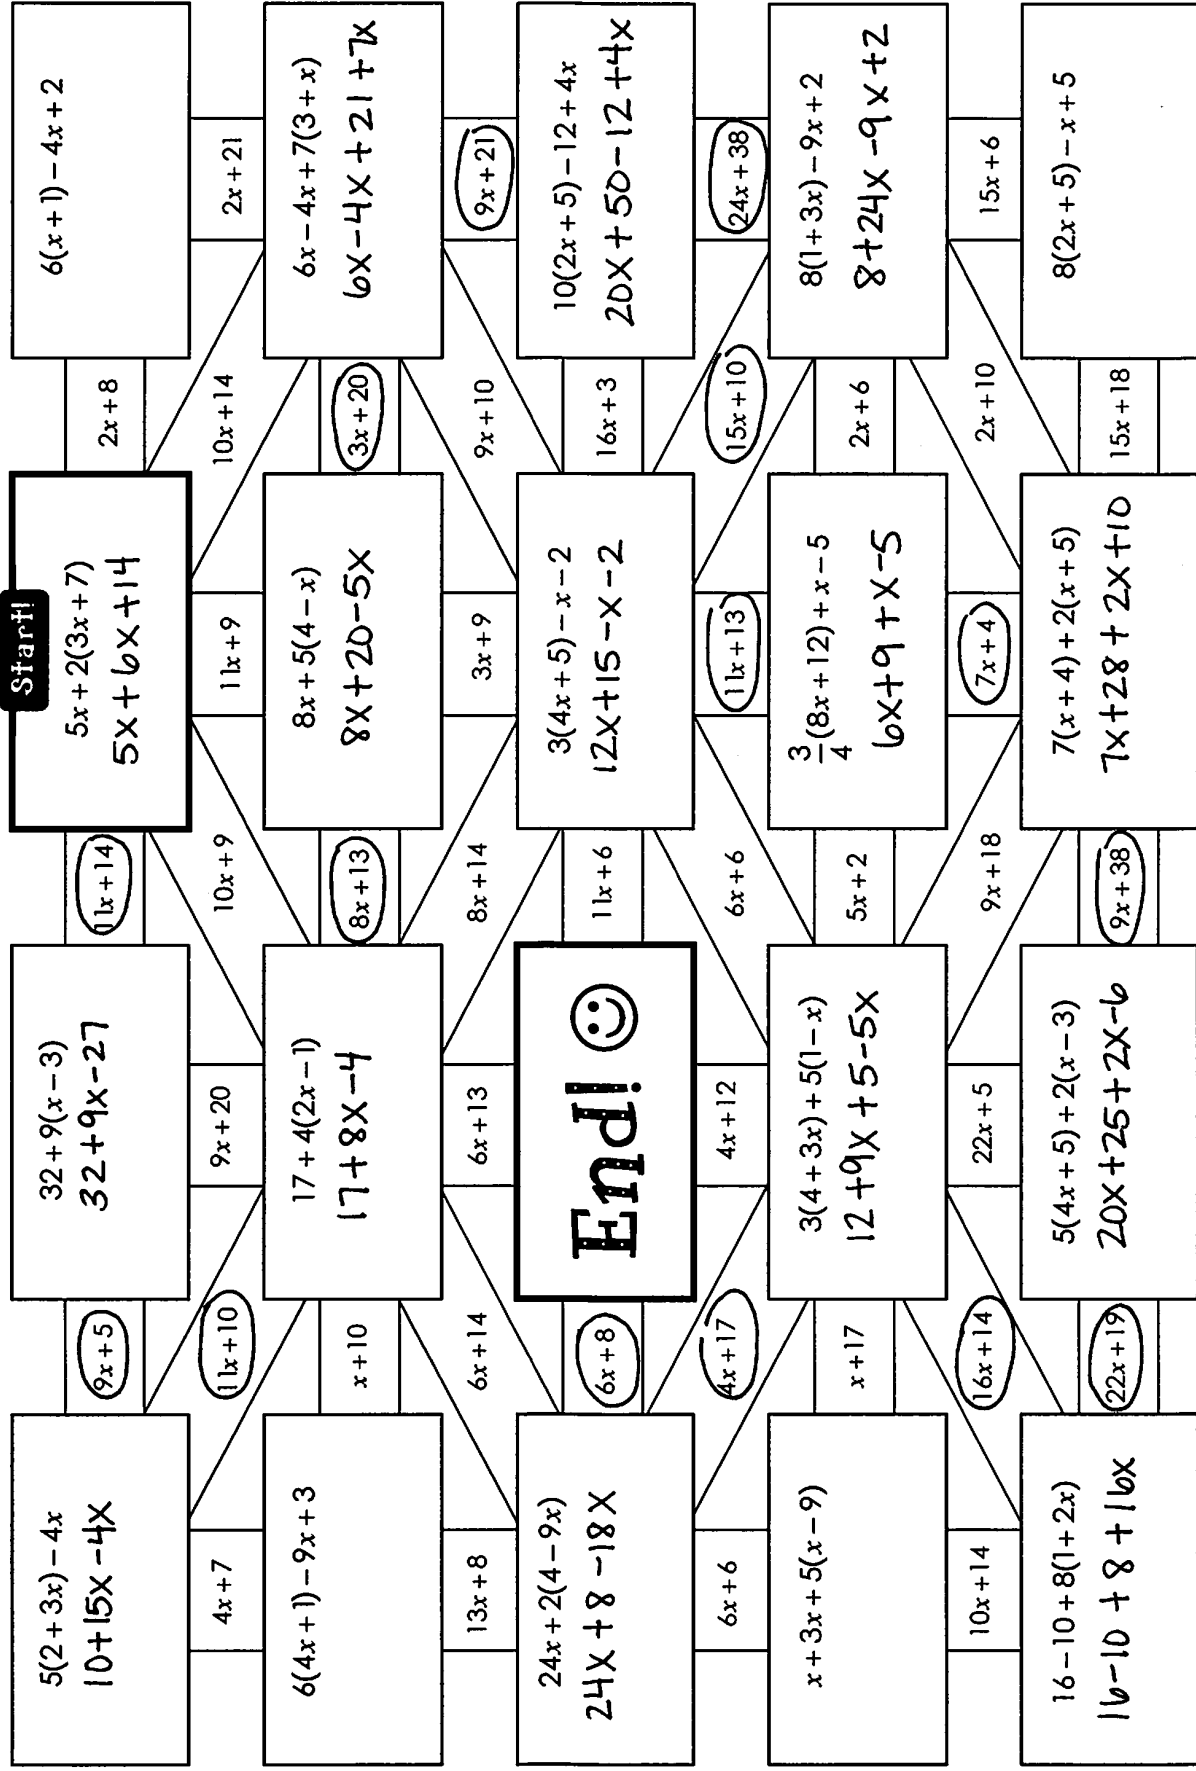 Start!
5(2+3x)−4x
10+15x−4x
9x+5
32+9(x−3)
32+9x−27
11x+14
5x+2(3x+7)
5x+6x+14
2x+8
6(x+1)−4x+2
4x+7
11x+10
9x+20
10x+9
11x+9
10x+14
2x+21
6(4x+1)−9x+3
x+10
17+4(2x−1)
17+8x−4
8x+13
8x+5(4−x)
8x+20−5x
3x+20
6x−4x+7(3+x)
6x−4x+21+7x
13x+8
6x+14
6x+13
8x+14
3x+9
9x+10
9x+21
24x+2(4−9x)
24x+8−18x
6x+8
End!
11x+6
3(4x+5)−x−2
12x+15−x−2
16x+3
10(2x+5)−12+4x
20x+50−12+4x
6x+6
4x+17
4x+12
6x+6
11x+13
15x+10
24x+38
x+3x+5(x−9)
x+17
3(4+3x)+5(1−x)
12+9x+5−5x
5x+2
3/4(8x+12)+x−5
6x+9+x−5
2x+6
8(1+3x)−9x+2
8+24x−9x+2
10x+14
16x+14
22x+5
9x+18
7x+4
2x+10
15x+6
16−10+8(1+2x)
16−10+8+16x
22x+19
5(4x+5)+2(x−3)
20x+25+2x−6
9x+38
7(x+4)+2(x+5)
7x+28+2x+10
15x+18
8(2x+5)−x+5